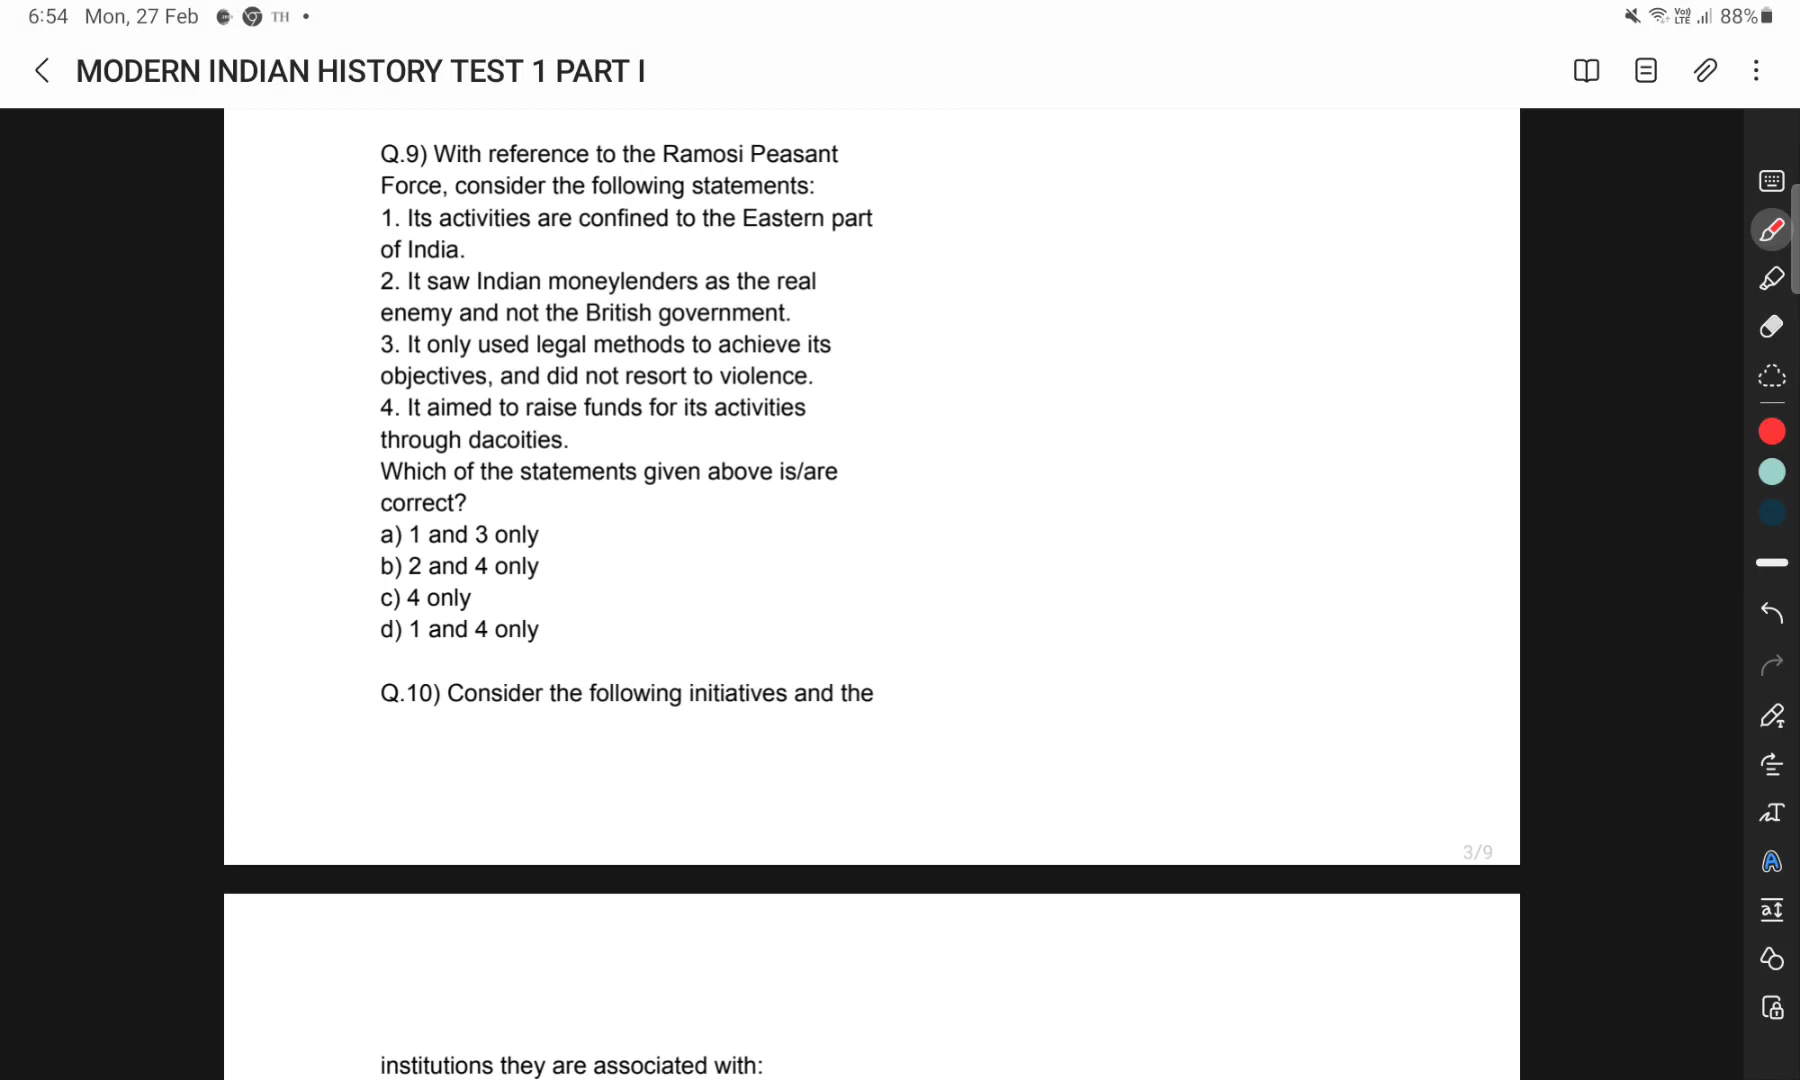 6:54 Mon, 27 Feb TH •
Vo) LTE 88%
MODERN INDIAN HISTORY TEST 1 PART I
Q.9) With reference to the Ramosi Peasant
Force, consider the following statements:
1. Its activities are confined to the Eastern part
of India.
2. It saw Indian moneylenders as the real
enemy and not the British government.
3. It only used legal methods to achieve its
objectives, and did not resort to violence.
4. It aimed to raise funds for its activities
through dacoities.
Which of the statements given above is/are
correct?
a) 1 and 3 only
b) 2 and 4 only
c) 4 only
d) 1 and 4 only
Q.10) Consider the following initiatives and the
3/9
institutions they are associated with: